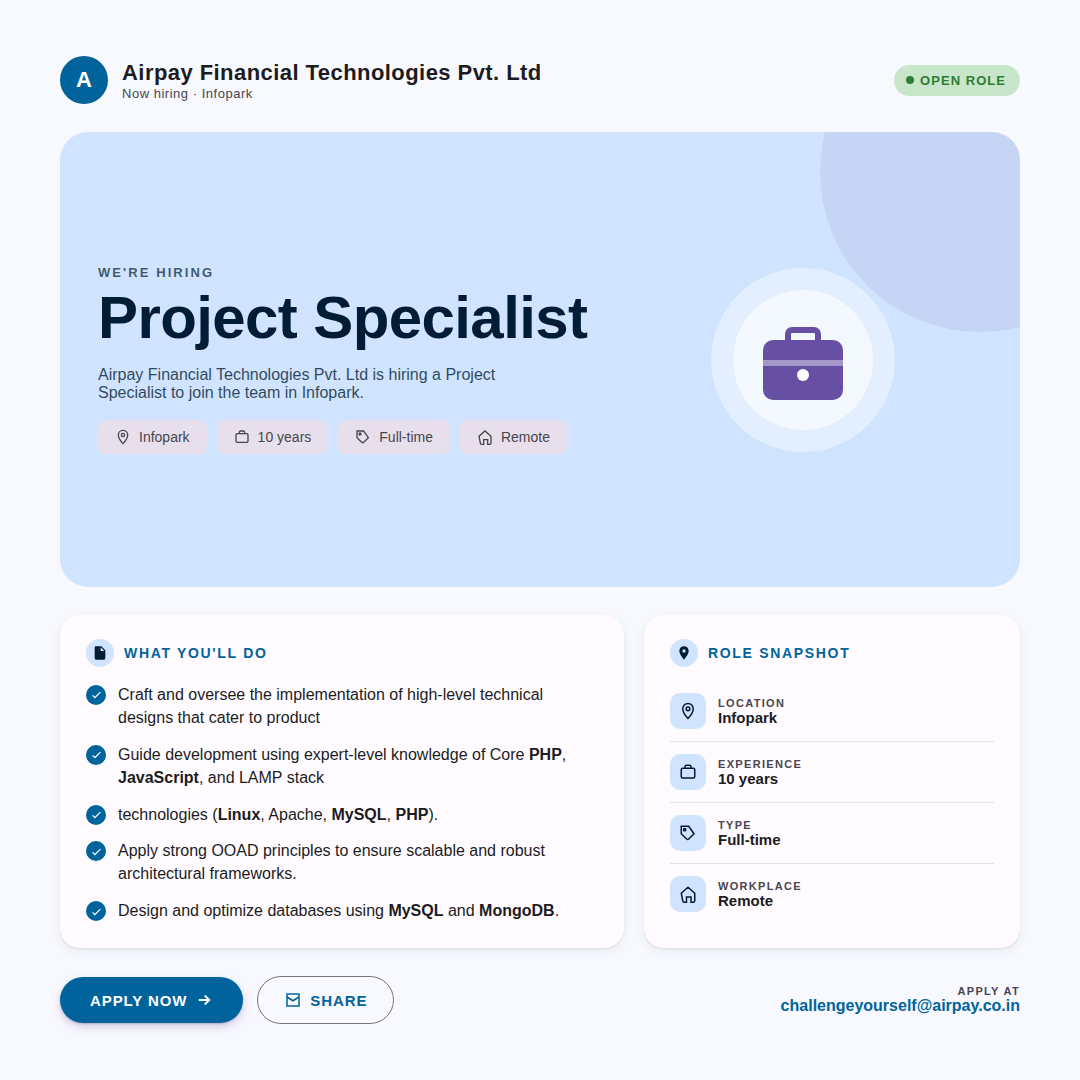 A
Airpay Financial Technologies Pvt. Ltd
Now hiring · Infopark
OPEN ROLE
WE'RE HIRING
Project Specialist
Airpay Financial Technologies Pvt. Ltd is hiring a Project
Specialist to join the team in Infopark.
Infopark
10 years
Full-time
Remote
WHAT YOU'LL DO
Craft and oversee the implementation of high-level technical
designs that cater to product
Guide development using expert-level knowledge of Core PHP,
JavaScript, and LAMP stack
technologies (Linux, Apache, MySQL, PHP).
Apply strong OOAD principles to ensure scalable and robust
architectural frameworks.
Design and optimize databases using MySQL and MongoDB.
ROLE SNAPSHOT
LOCATION
Infopark
EXPERIENCE
10 years
TYPE
Full-time
WORKPLACE
Remote
APPLY NOW
SHARE
APPLY AT
challengeyourself@airpay.co.in